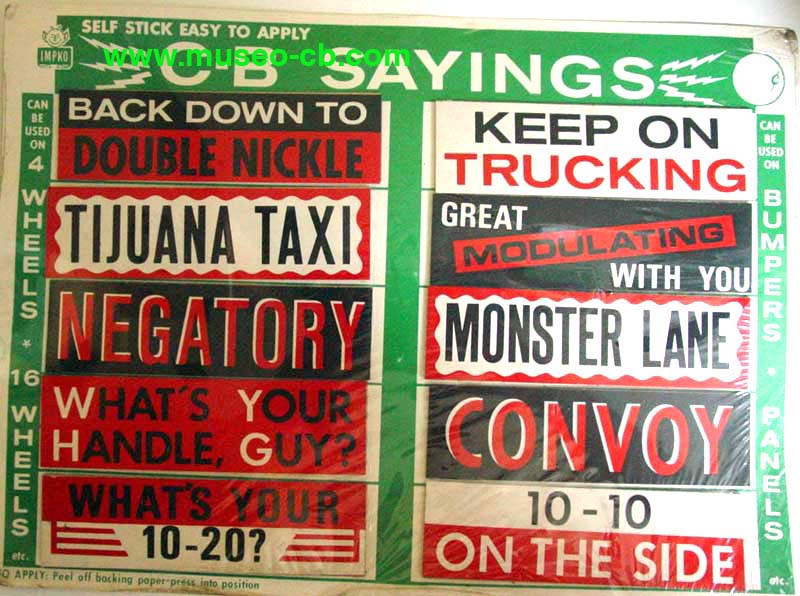 SELF STICK EASY TO APPLY
www.museo-cb.com
IMPKO
C-B SAYINGS
¢
CAN BE USED ON 4 WHEELS * 16 WHEELS etc.
BACK DOWN TO
DOUBLE NICKLE
TIJUANA TAXI
NEGATORY
WHAT'S YOUR
HANDLE, GUY?
WHAT'S YOUR
10-20?
KEEP ON
TRUCKING
GREAT
MODULATING
WITH YOU
MONSTER LANE
CONVOY
10-10
ON THE SIDE
CAN BE USED ON BUMPERS * PANELS etc.
TO APPLY: Peel off backing paper-press into position